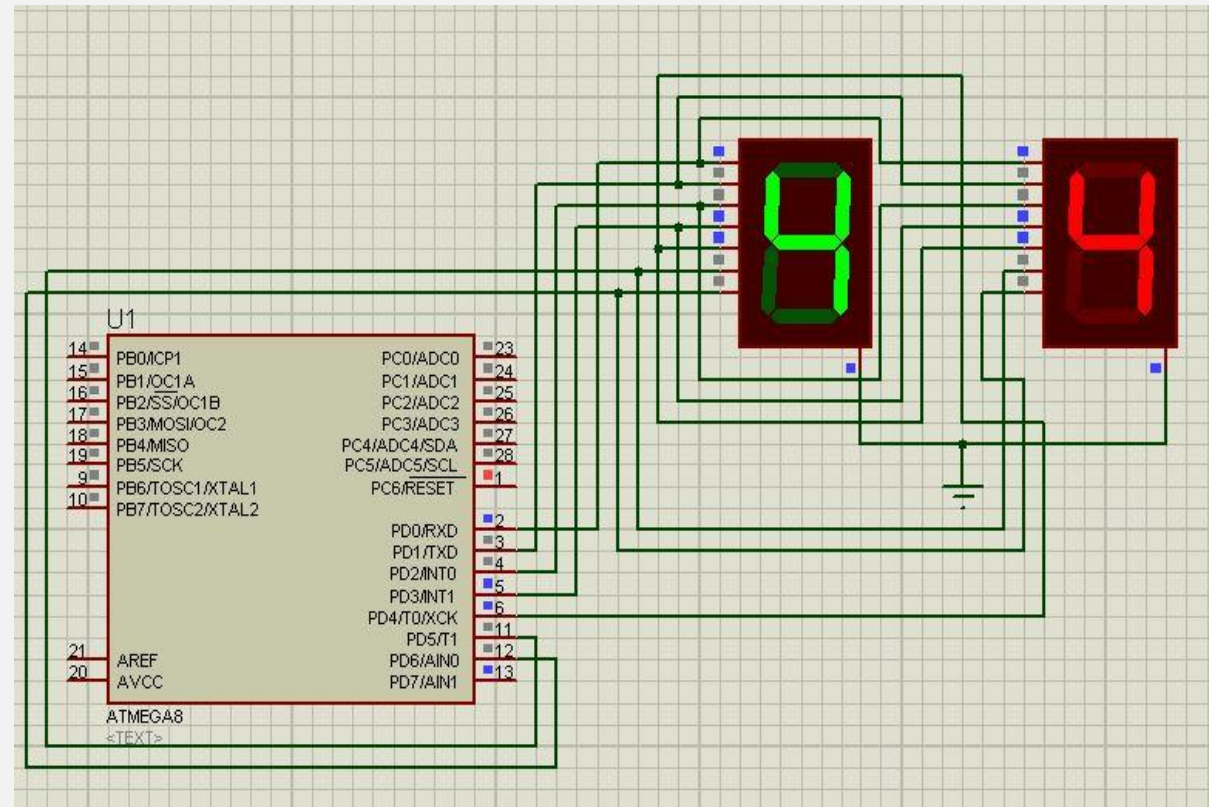 4 4
U1
14 PB0/ICP1 PC0/ADC0 23
15 PB1/OC1A PC1/ADC1 24
16 PB2/SS/OC1B PC2/ADC2 25
17 PB3/MOSI/OC2 PC3/ADC3 26
18 PB4/MISO PC4/ADC4/SDA 27
19 PB5/SCK PC5/ADC5/SCL 28
9 PB6/TOSC1/XTAL1 PC6/RESET 1
10 PB7/TOSC2/XTAL2
PD0/RXD 2
PD1/TXD 3
PD2/INT0 4
PD3/INT1 5
PD4/T0/XCK 6
PD5/T1 11
21 AREF PD6/AIN0 12
20 AVCC PD7/AIN1 13
ATMEGA8
<TEXT>